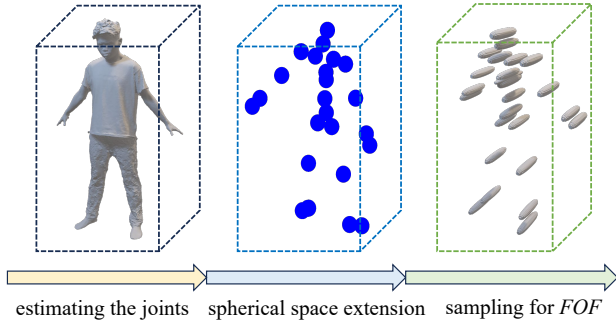 estimating the joints
spherical space extension
sampling for FOF